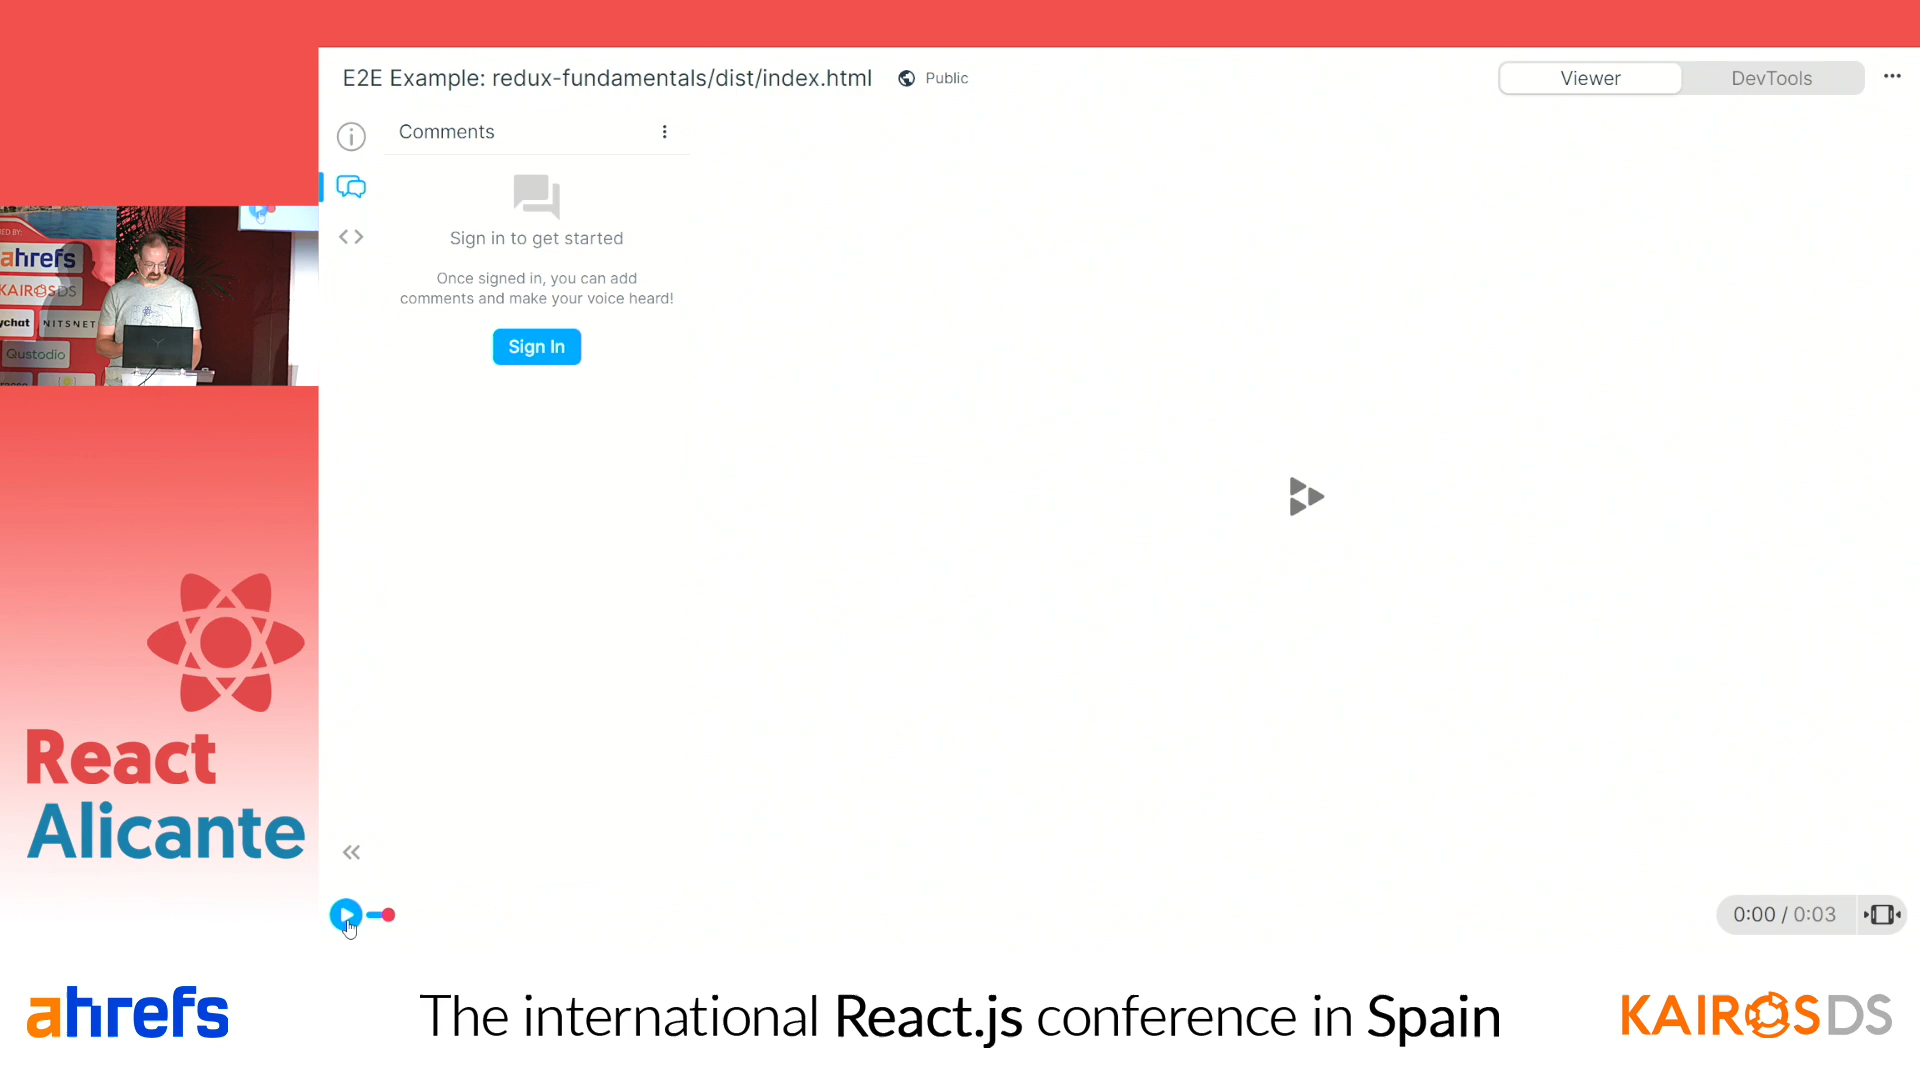 E2E Example: redux-fundamentals/dist/index.html
Public
Viewer
DevTools
Comments
Sign in to get started
Once signed in, you can add
comments and make your voice heard!
Sign In
ahrefs
KAIROSDS
ychat
NITSNET
Qustodio
React
Alicante
0:00 / 0:03
ahrefs
The international React.js conference in Spain
KAIROSDS